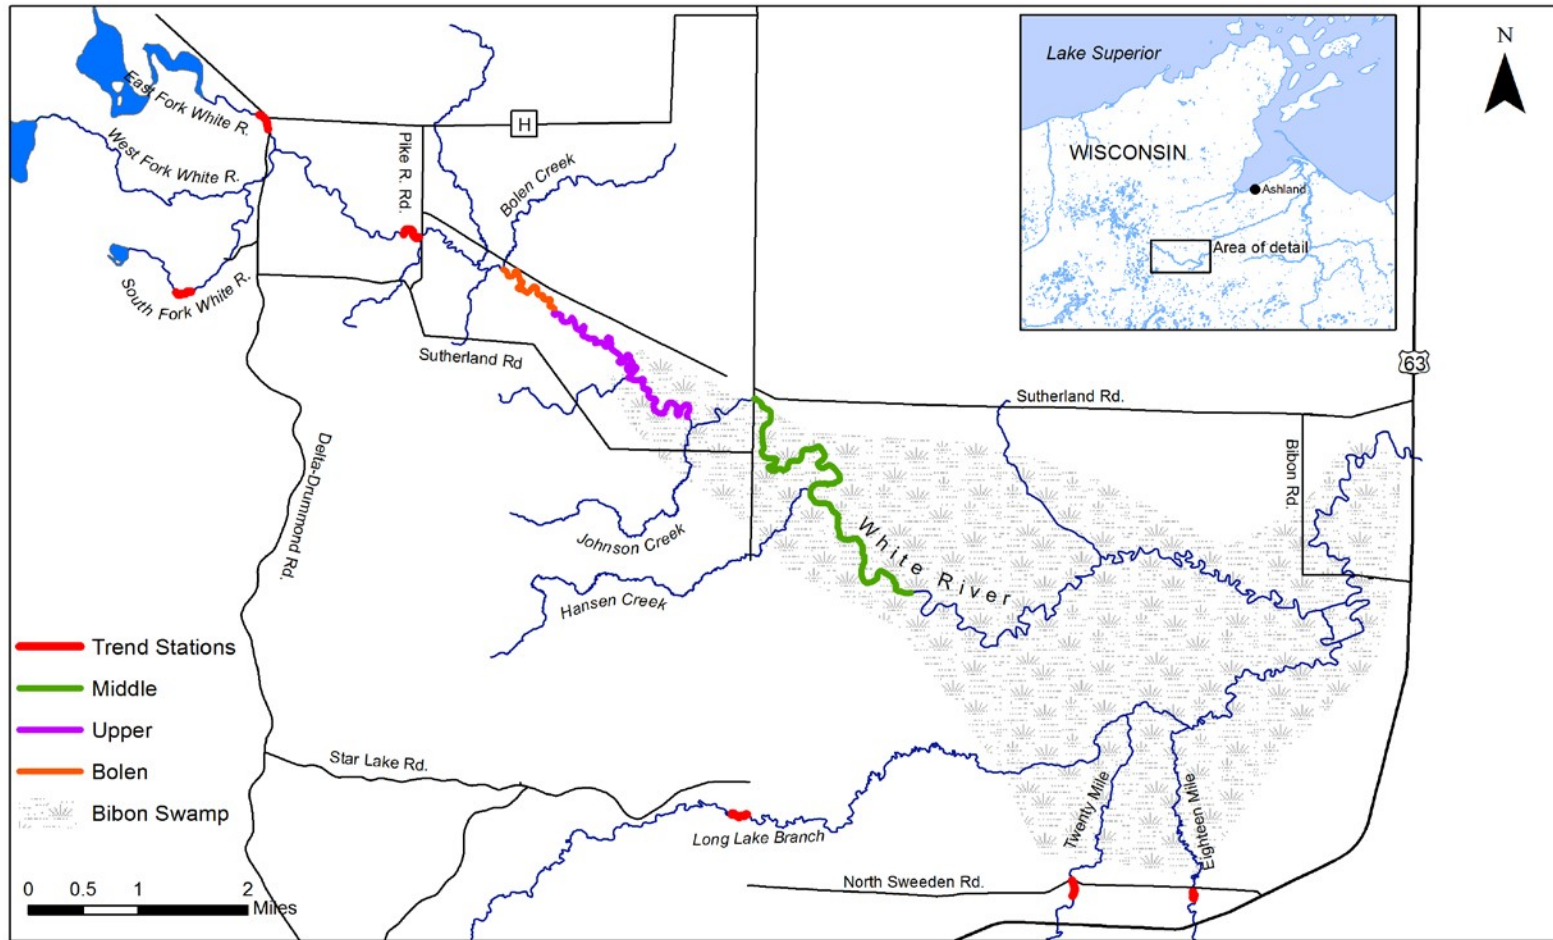 N
Lake Superior
WISCONSIN
Ashland
Area of detail
East Fork White R.
West Fork White R.
South Fork White R.
H
Pike R. Rd.
Bolen Creek
63
Sutherland Rd
Sutherland Rd.
Bibon Rd.
Delta-Drummond Rd.
Johnson Creek
White River
Hansen Creek
Trend Stations
Middle
Upper
Bolen
Bibon Swamp
Star Lake Rd.
Long Lake Branch
Twenty Mile
Eighteen Mile
North Sweeden Rd.
0 0.5 1 2
Miles